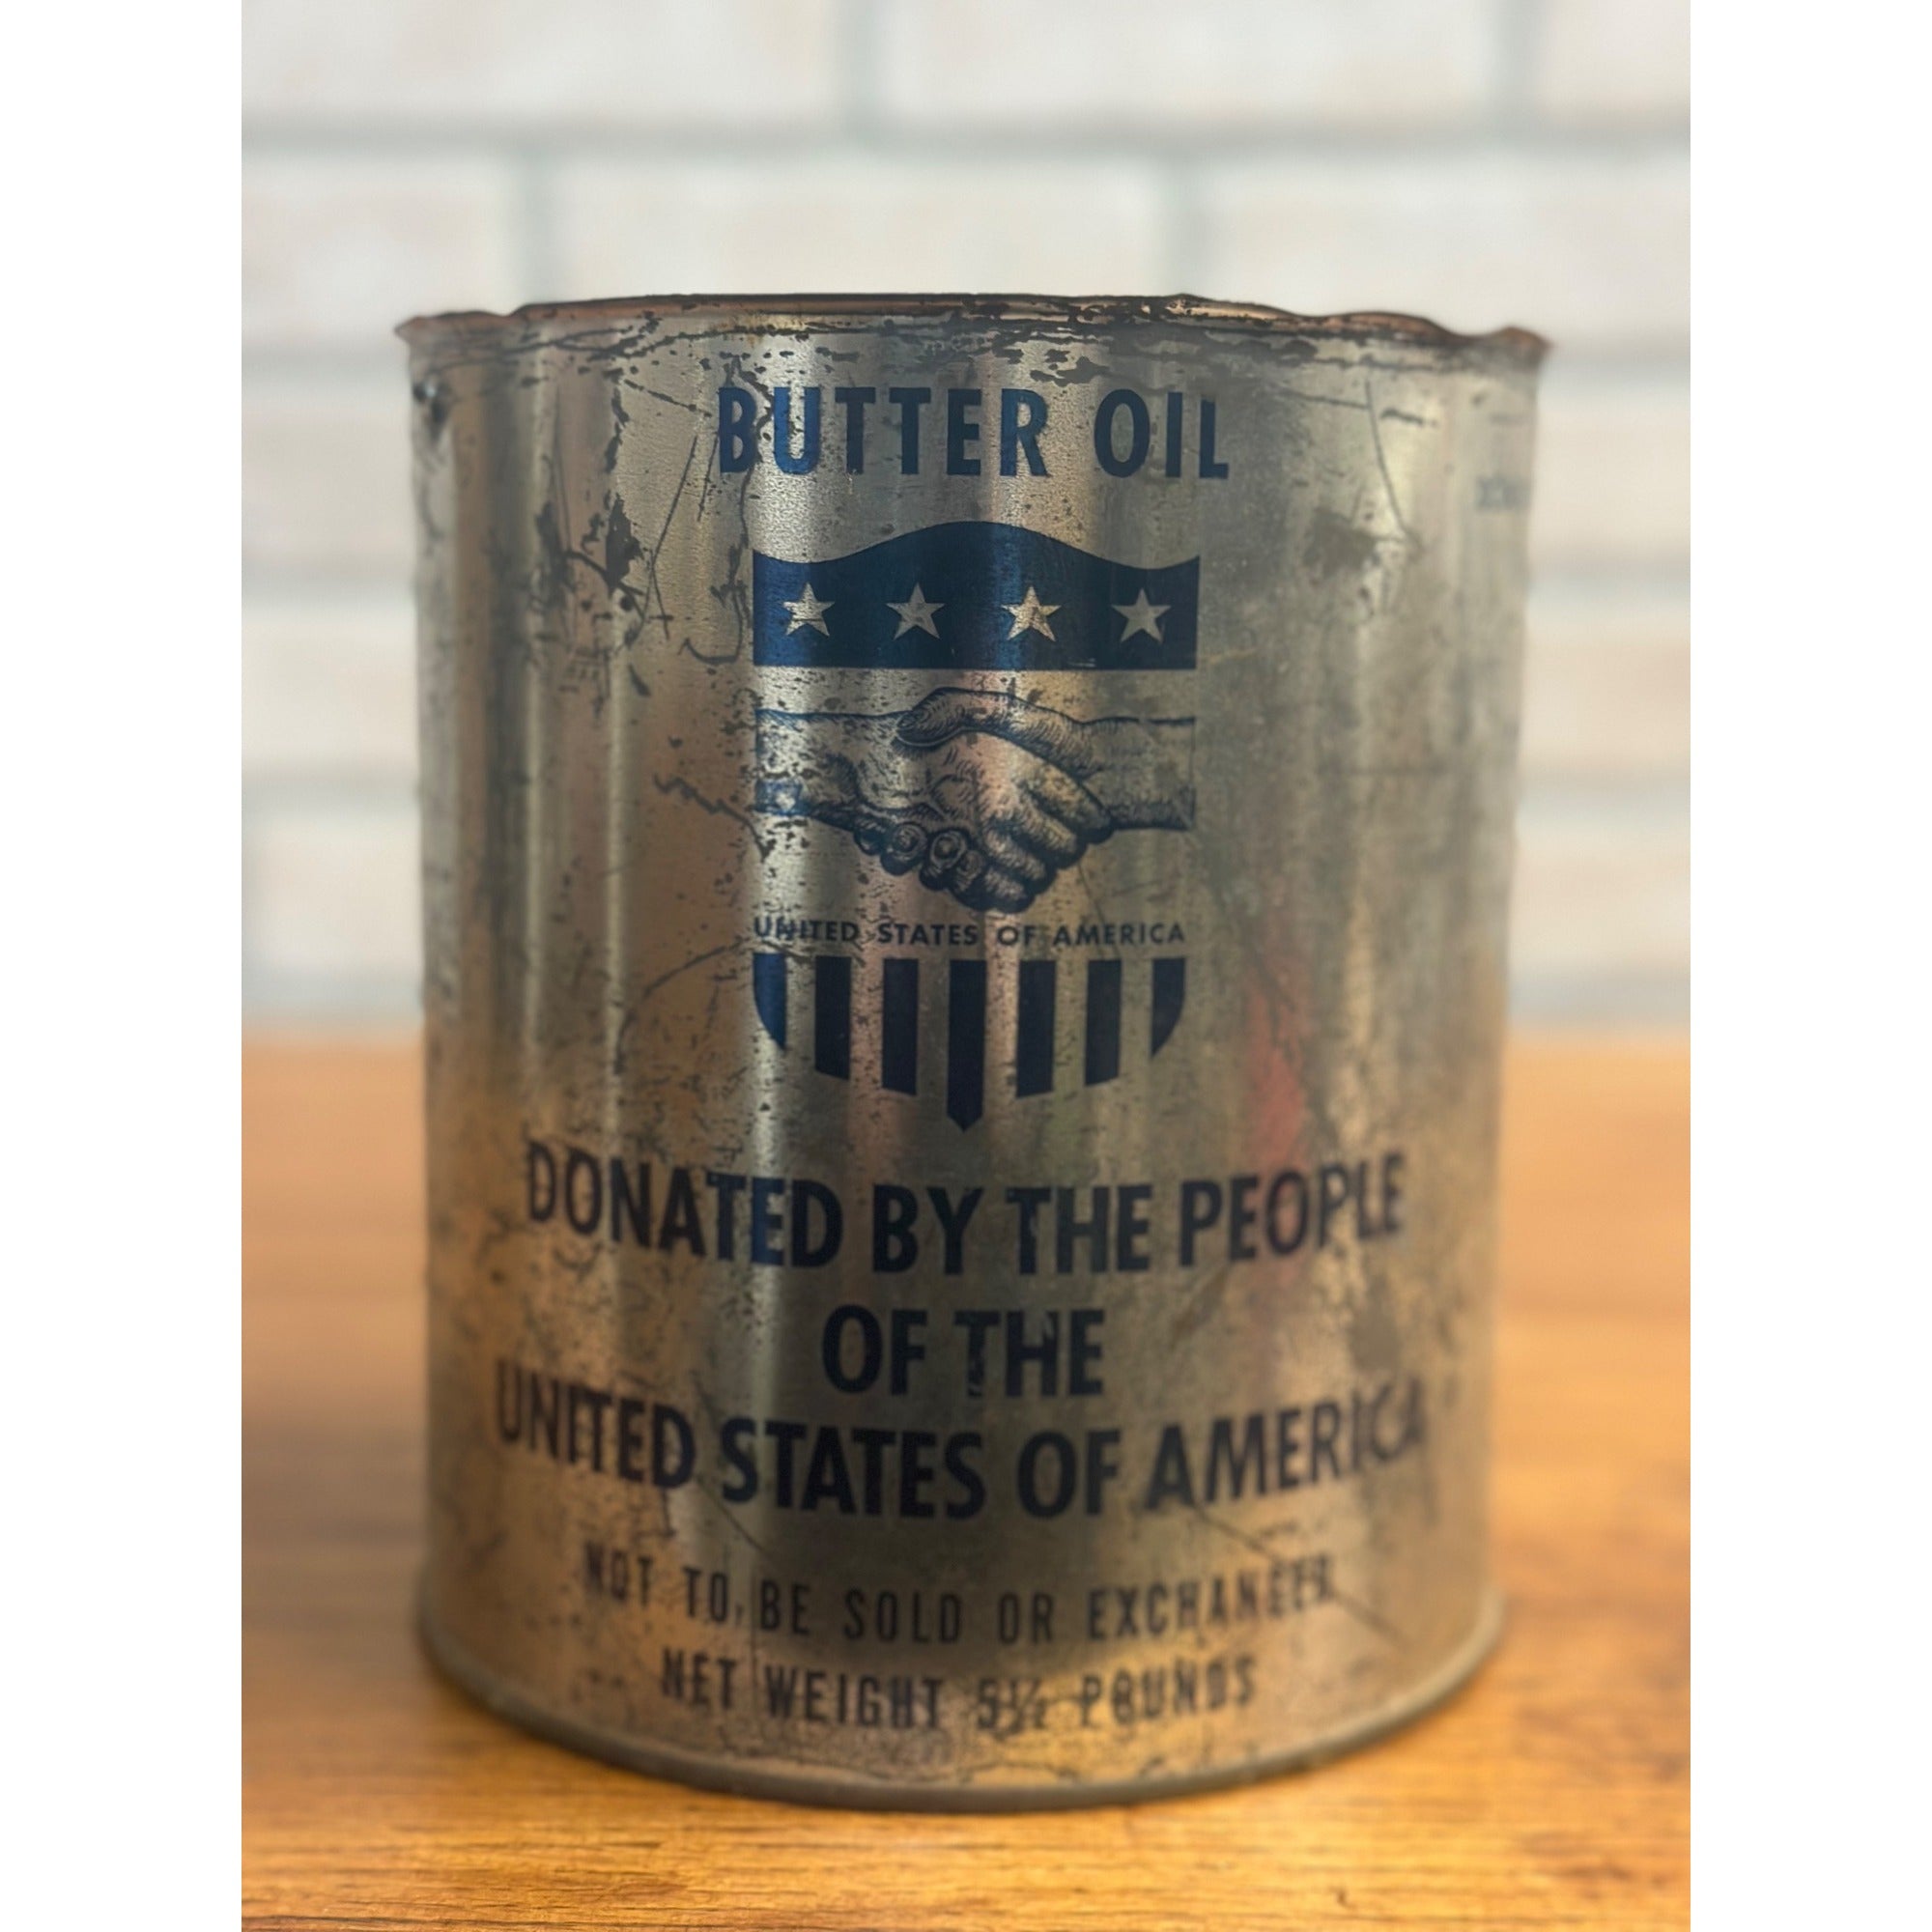 BUTTER OIL
UNITED STATES OF AMERICA
DONATED BY THE PEOPLE
OF THE
UNITED STATES OF AMERICA
NOT TO BE SOLD OR EXCHANGED
NET WEIGHT 5½ POUNDS